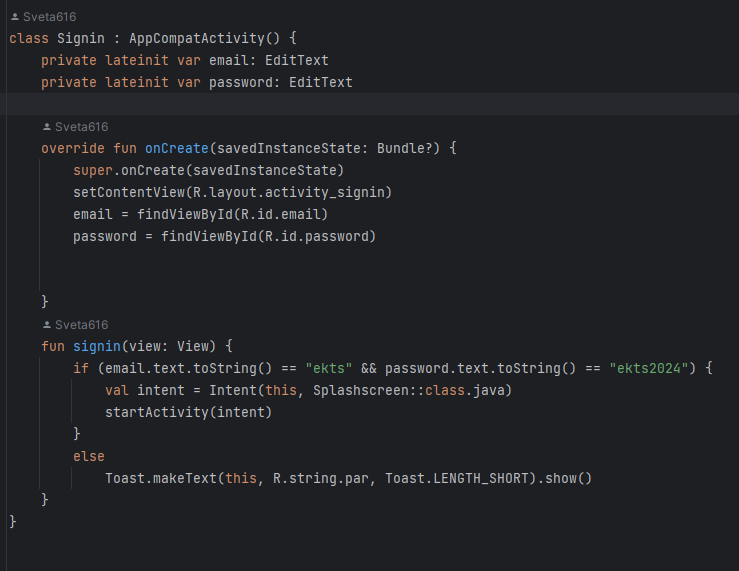 Sveta616
class Signin : AppCompatActivity() {
    private lateinit var email: EditText
    private lateinit var password: EditText
    Sveta616
    override fun onCreate(savedInstanceState: Bundle?) {
        super.onCreate(savedInstanceState)
        setContentView(R.layout.activity_signin)
        email = findViewById(R.id.email)
        password = findViewById(R.id.password)
    }
    Sveta616
    fun signin(view: View) {
        if (email.text.toString() == "ekts" && password.text.toString() == "ekts2024") {
            val intent = Intent(this, Splashscreen::class.java)
            startActivity(intent)
        }
        else
            Toast.makeText(this, R.string.par, Toast.LENGTH_SHORT).show()
    }
}